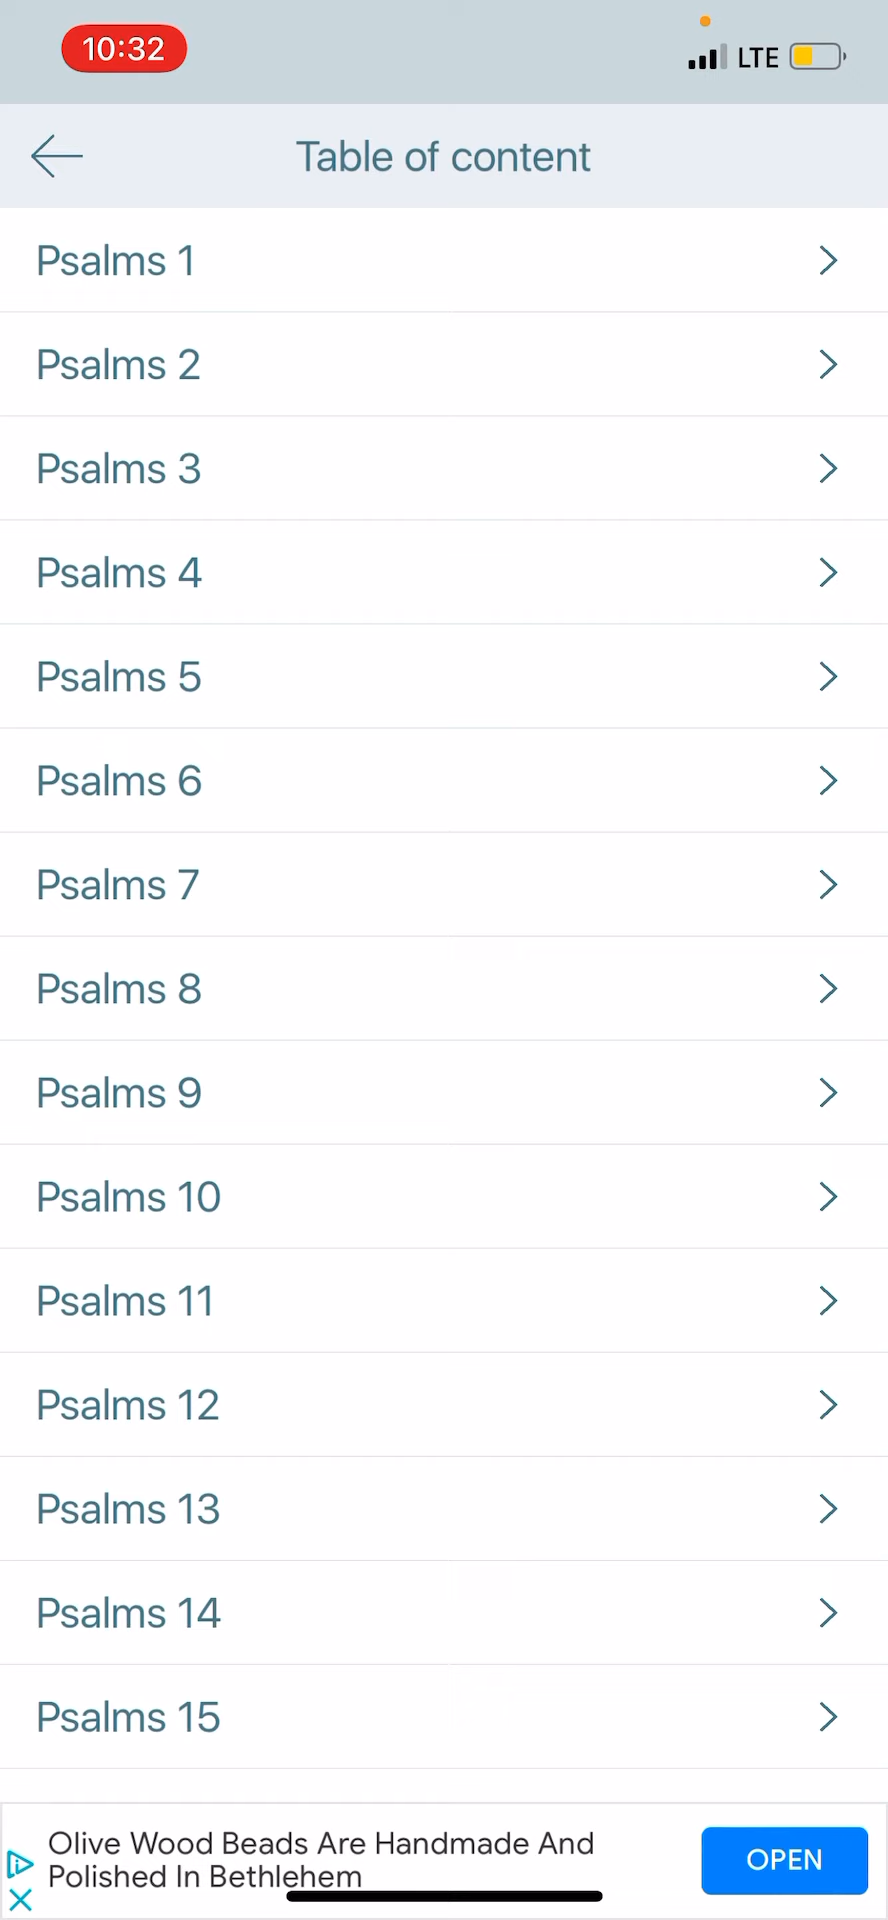 10:32
LTE
Table of content
Psalms 1
Psalms 2
Psalms 3
Psalms 4
Psalms 5
Psalms 6
Psalms 7
Psalms 8
Psalms 9
Psalms 10
Psalms 11
Psalms 12
Psalms 13
Psalms 14
Psalms 15
Olive Wood Beads Are Handmade And
Polished In Bethlehem
OPEN